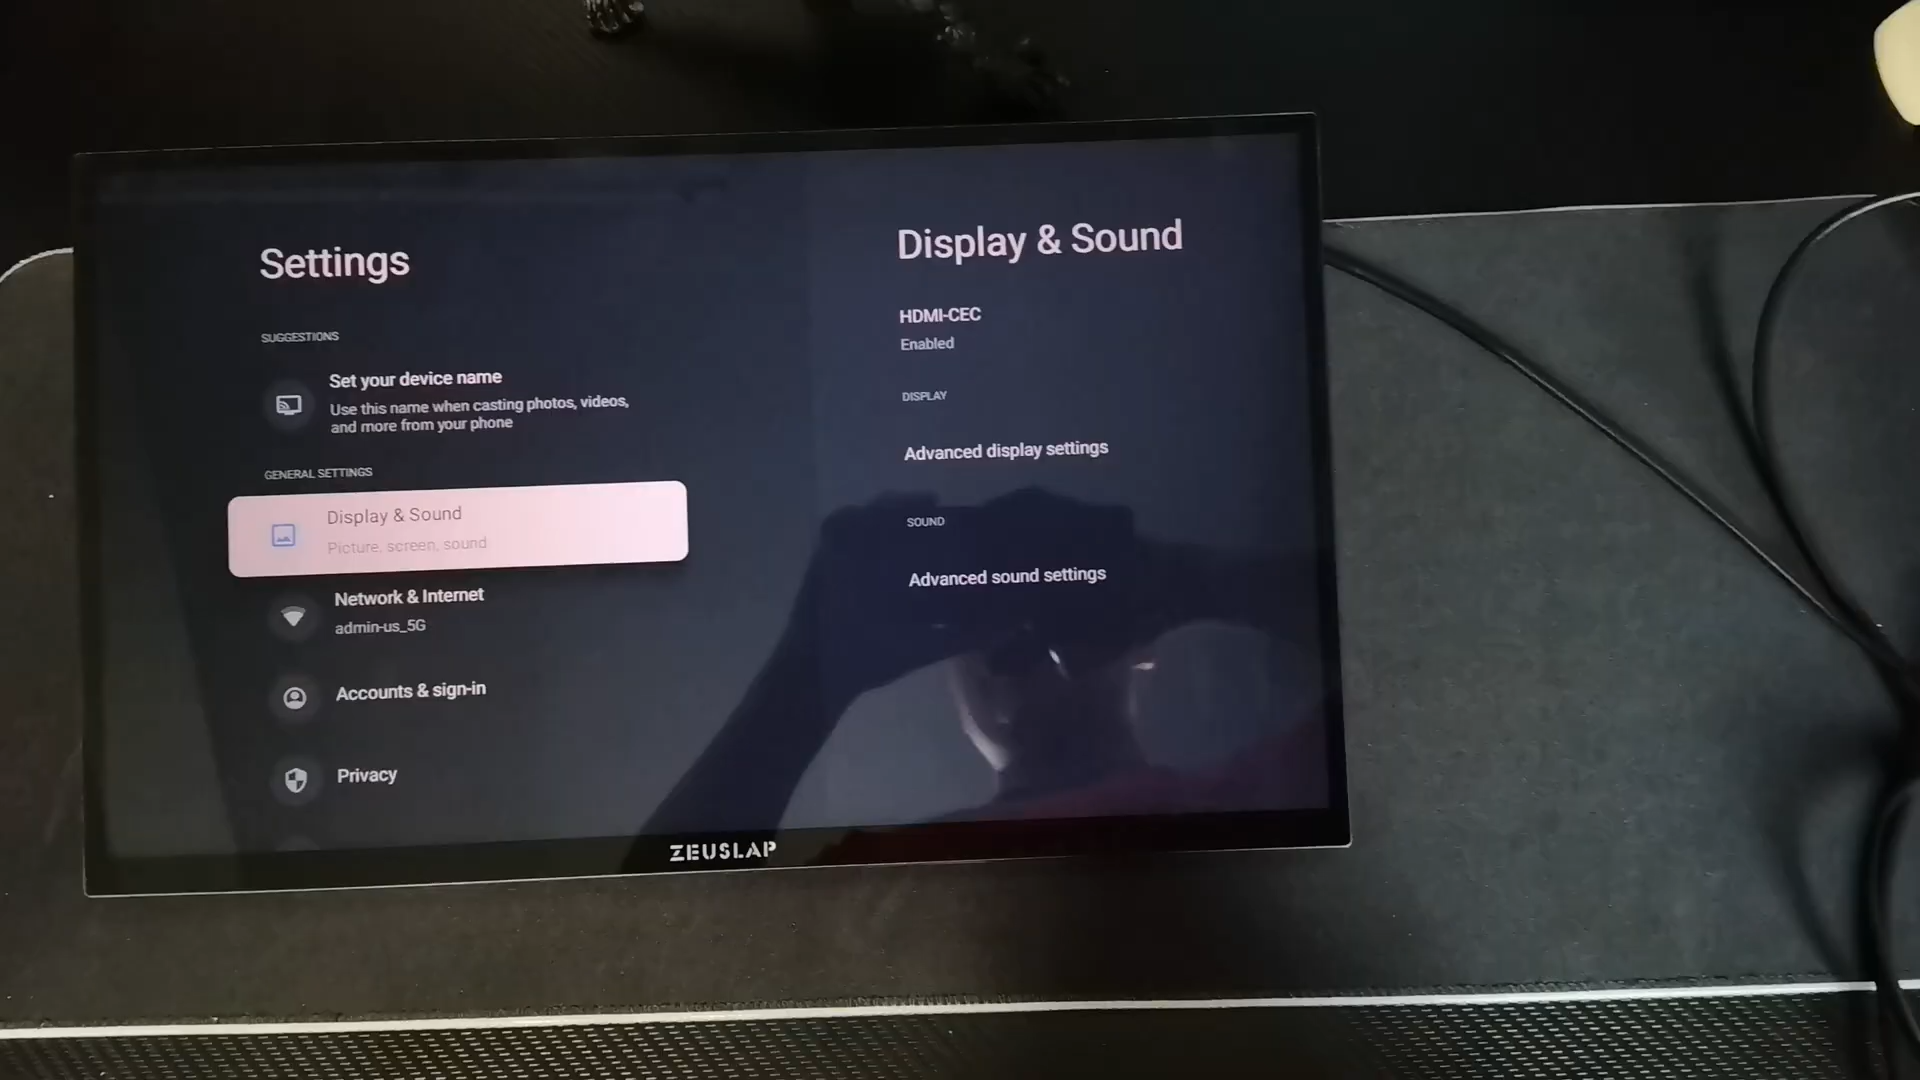 Settings
SUGGESTIONS
Set your device name
Use this name when casting photos, videos,
and more from your phone
GENERAL SETTINGS
Display & Sound
Picture, screen, sound
Network & Internet
admin-us_5G
Accounts & sign-in
Privacy
Display & Sound
HDMI-CEC
Enabled
DISPLAY
Advanced display settings
SOUND
Advanced sound settings
ZEUSLAP